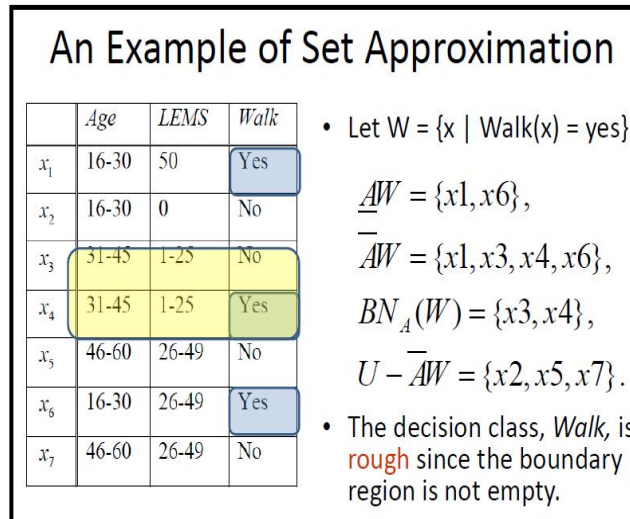 An Example of Set Approximation
Age LEMS Walk
x1 16-30 50 Yes
x2 16-30 0 No
x3 31-45 1-25 No
x4 31-45 1-25 Yes
x5 46-60 26-49 No
x6 16-30 26-49 Yes
x7 46-60 26-49 No
• Let W = {x | Walk(x) = yes}
A̲W = {x1, x6},
A̅W = {x1, x3, x4, x6},
BN_A(W) = {x3, x4},
U − A̅W = {x2, x5, x7}.
• The decision class, Walk, is
rough since the boundary
region is not empty.